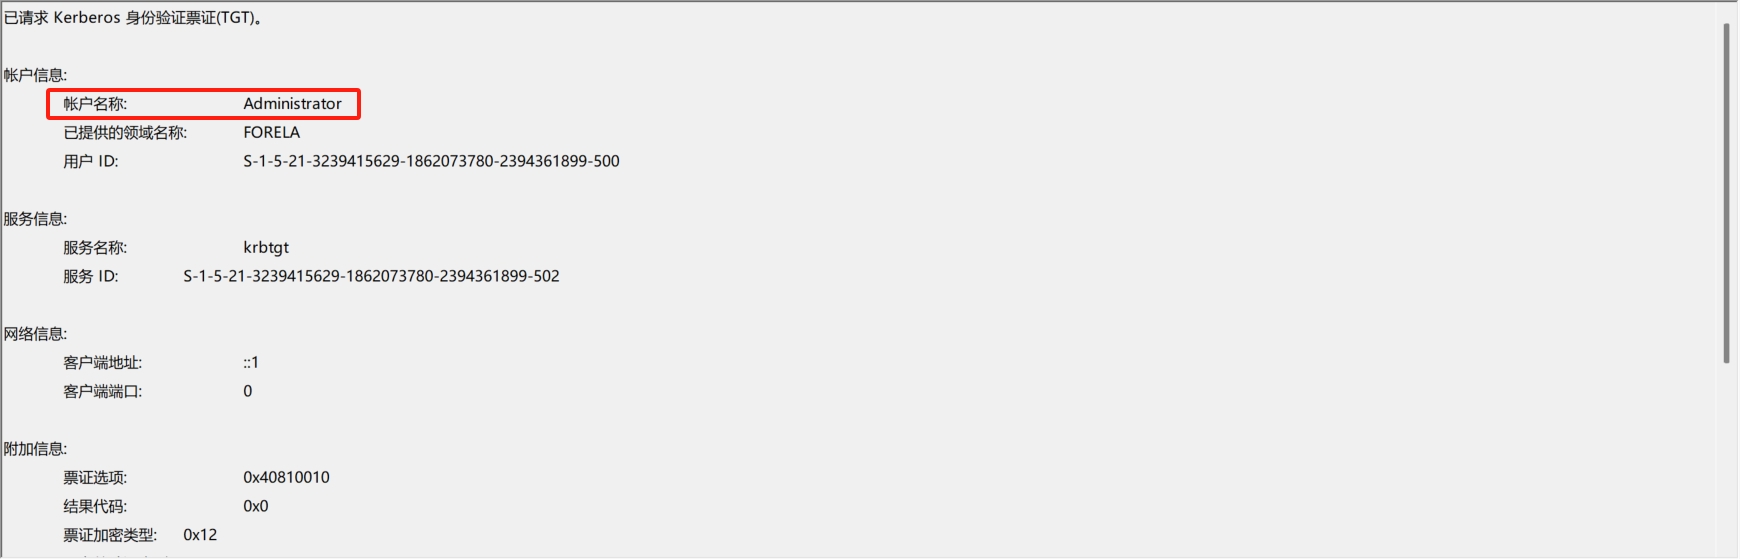 已请求 Kerberos 身份验证票证(TGT)。
帐户信息:
帐户名称: Administrator
已提供的领域名称: FORELA
用户 ID: S-1-5-21-3239415629-1862073780-2394361899-500
服务信息:
服务名称: krbtgt
服务 ID: S-1-5-21-3239415629-1862073780-2394361899-502
网络信息:
客户端地址: ::1
客户端端口: 0
附加信息:
票证选项: 0x40810010
结果代码: 0x0
票证加密类型: 0x12